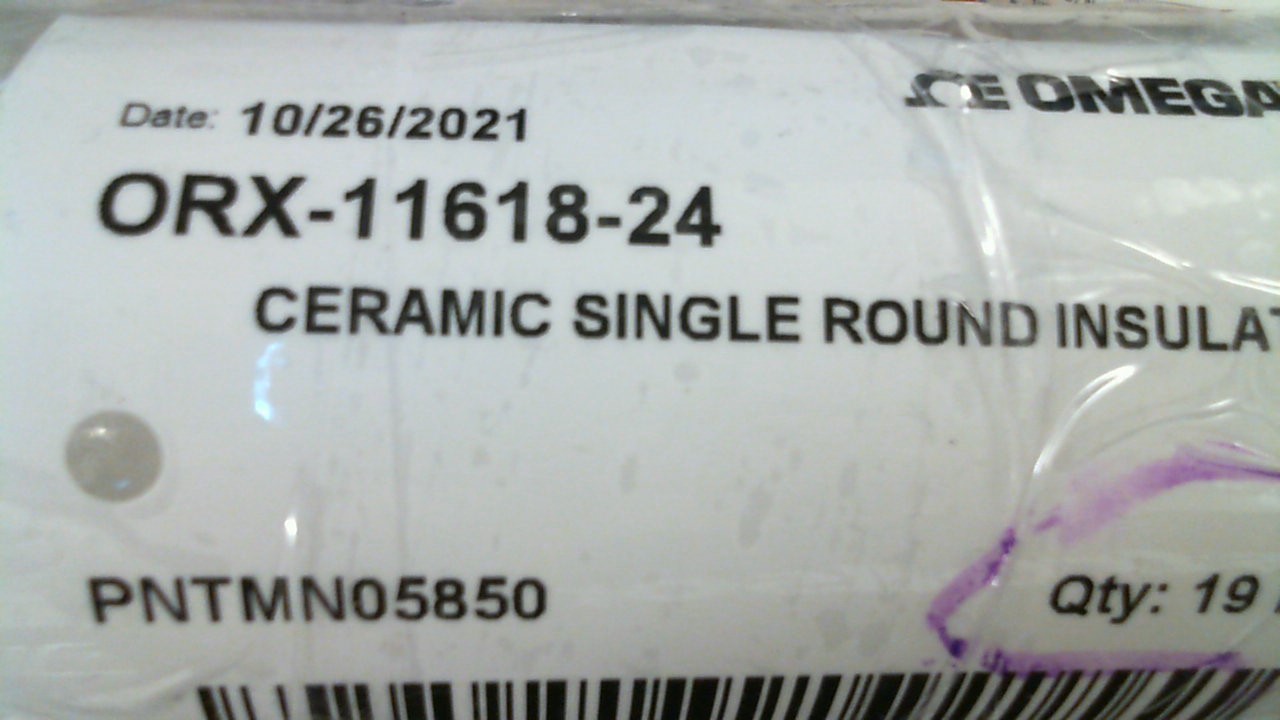 Date: 10/26/2021
OMEGA
ORX-11618-24
CERAMIC SINGLE ROUND INSULAT
PNTMN05850
Qty: 19